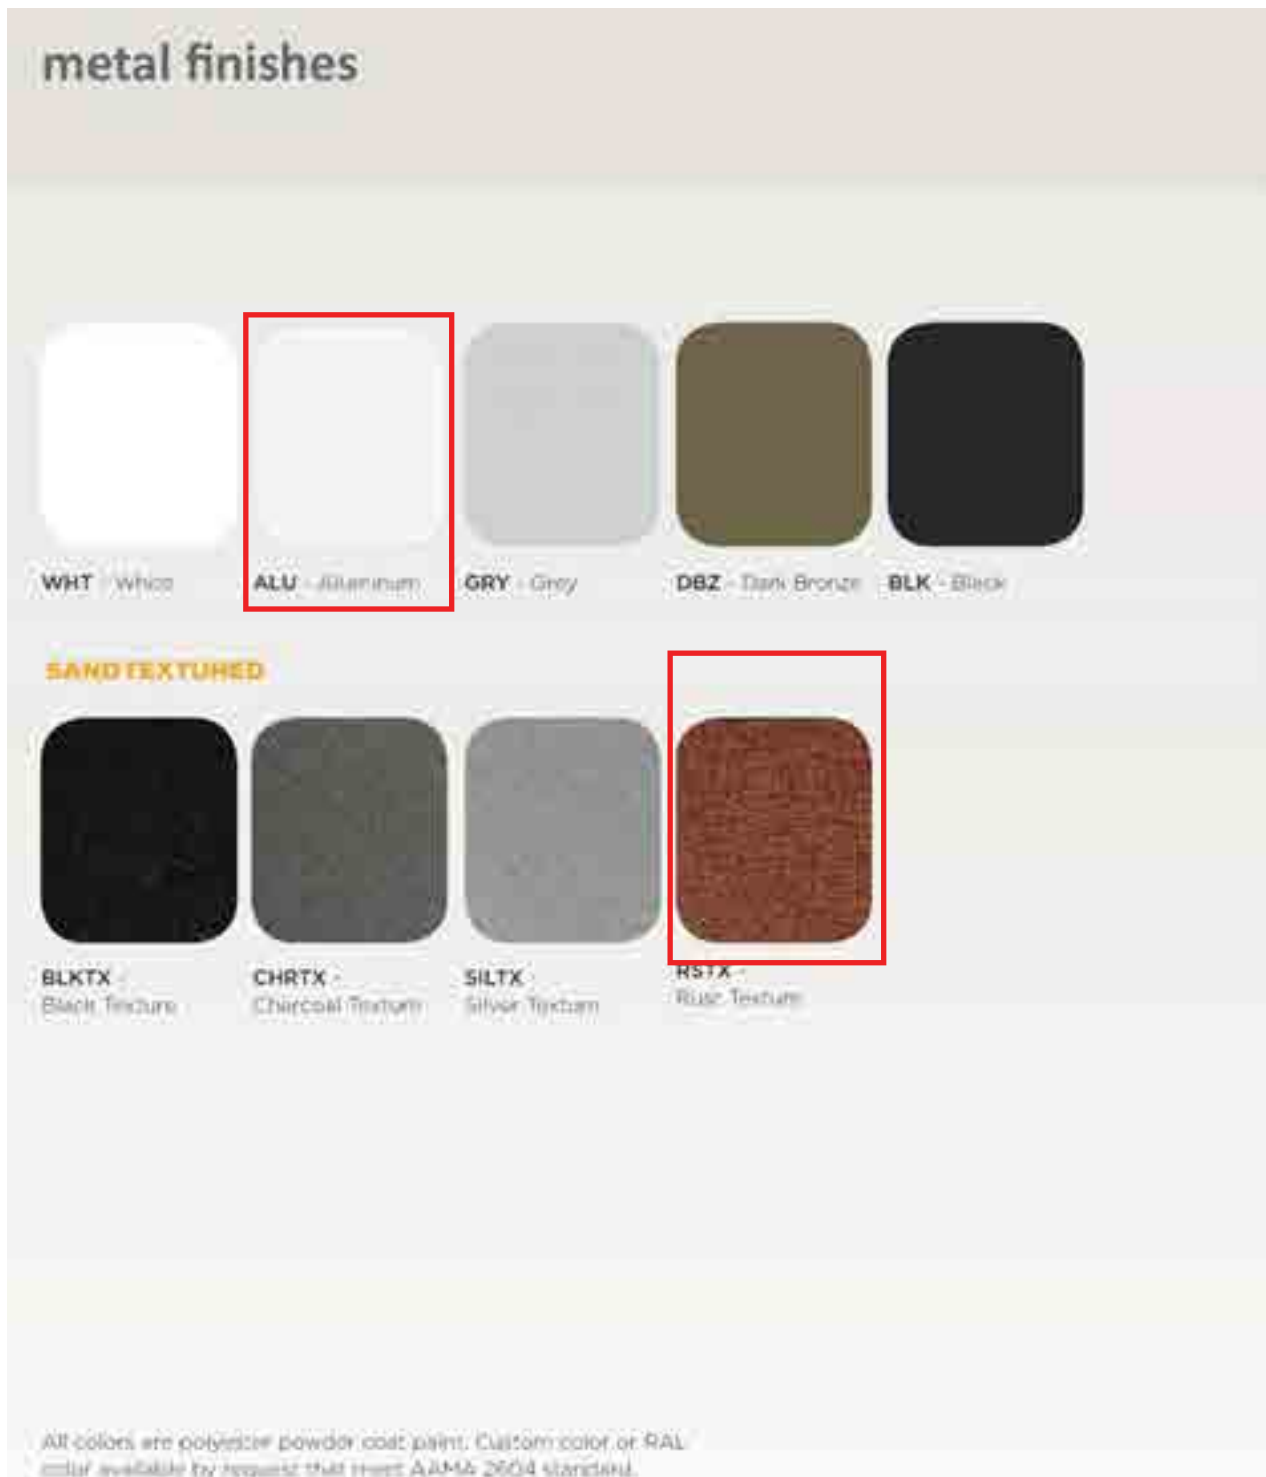 metal finishes
WHT - White
ALU - Aluminum
GRY - Grey
DBZ - Dark Bronze
BLK - Black
SAND TEXTURED
BLKTX -
Black Texture
CHRTX -
Charcoal Texture
SILTX -
Silver Texture
RSTX -
Rust Texture
All colors are polyester powder coat paint. Custom color or RAL
color available by request that meet AAMA 2604 standard.